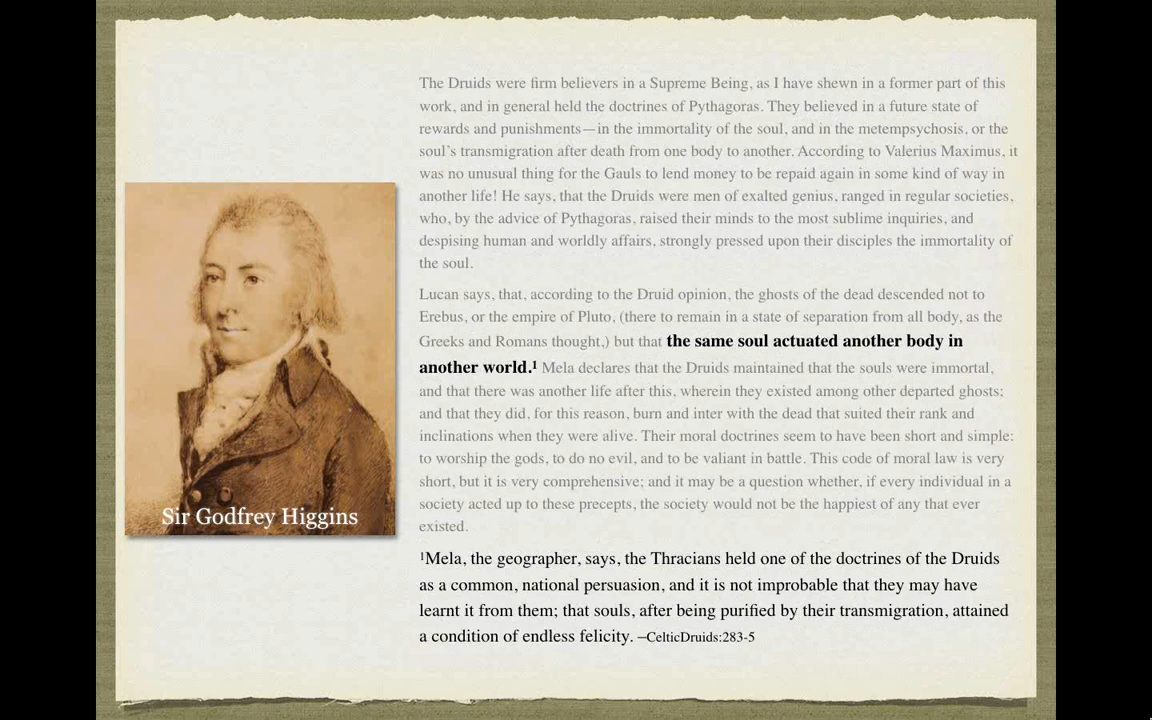 The Druids were firm believers in a Supreme Being, as I have shewn in a former part of this
work, and in general held the doctrines of Pythagoras. They believed in a future state of
rewards and punishments—in the immortality of the soul, and in the metempsychosis, or the
soul's transmigration after death from one body to another. According to Valerius Maximus, it
was no unusual thing for the Gauls to lend money to be repaid again in some kind of way in
another life! He says, that the Druids were men of exalted genius, ranged in regular societies,
who, by the advice of Pythagoras, raised their minds to the most sublime inquiries, and
despising human and worldly affairs, strongly pressed upon their disciples the immortality of
the soul.
Lucan says, that, according to the Druid opinion, the ghosts of the dead descended not to
Erebus, or the empire of Pluto, (there to remain in a state of separation from all body, as the
Greeks and Romans thought,) but that the same soul actuated another body in
another world.¹ Mela declares that the Druids maintained that the souls were immortal,
and that there was another life after this, wherein they existed among other departed ghosts;
and that they did, for this reason, burn and inter with the dead that suited their rank and
inclinations when they were alive. Their moral doctrines seem to have been short and simple:
to worship the gods, to do no evil, and to be valiant in battle. This code of moral law is very
short, but it is very comprehensive; and it may be a question whether, if every individual in a
society acted up to these precepts, the society would not be the happiest of any that ever
existed.
¹Mela, the geographer, says, the Thracians held one of the doctrines of the Druids
as a common, national persuasion, and it is not improbable that they may have
learnt it from them; that souls, after being purified by their transmigration, attained
a condition of endless felicity. –CelticDruids:283-5
Sir Godfrey Higgins